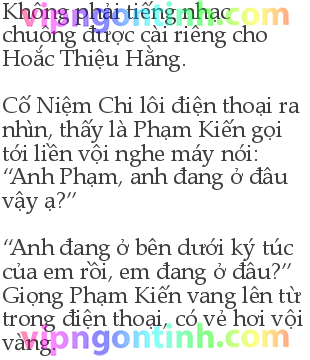 Không phải tiếng nhạc
vipngontinh.com
chuông được cài riêng cho
Hoắc Thiệu Hằng.
Cố Niệm Chi lôi điện thoại ra
nhìn, thấy là Phạm Kiến gọi
tới liền vội nghe máy nói:
“Anh Phạm, anh đang ở đâu
vậy ạ?”
“Anh đang ở bên dưới ký túc
của em rồi, em đang ở đâu?”
Giọng Phạm Kiến vang lên từ
trong điện thoại, có vẻ hơi vội
vàng.
vipngontinh.com